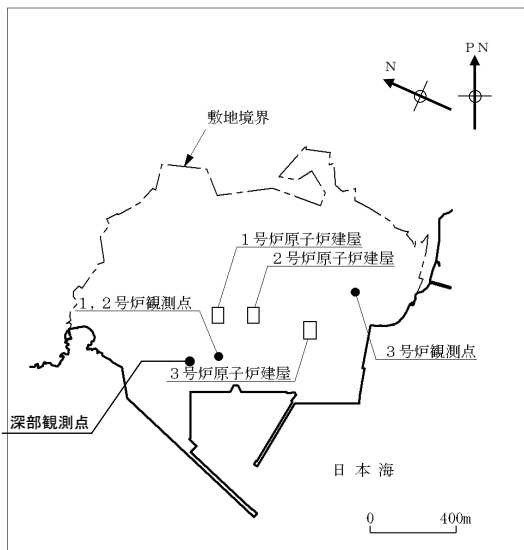 PN
N
敷地境界
1号炉原子炉建屋
2号炉原子炉建屋
1,2号炉観測点
3号炉観測点
3号炉原子炉建屋
深部観測点
日本海
0 400m